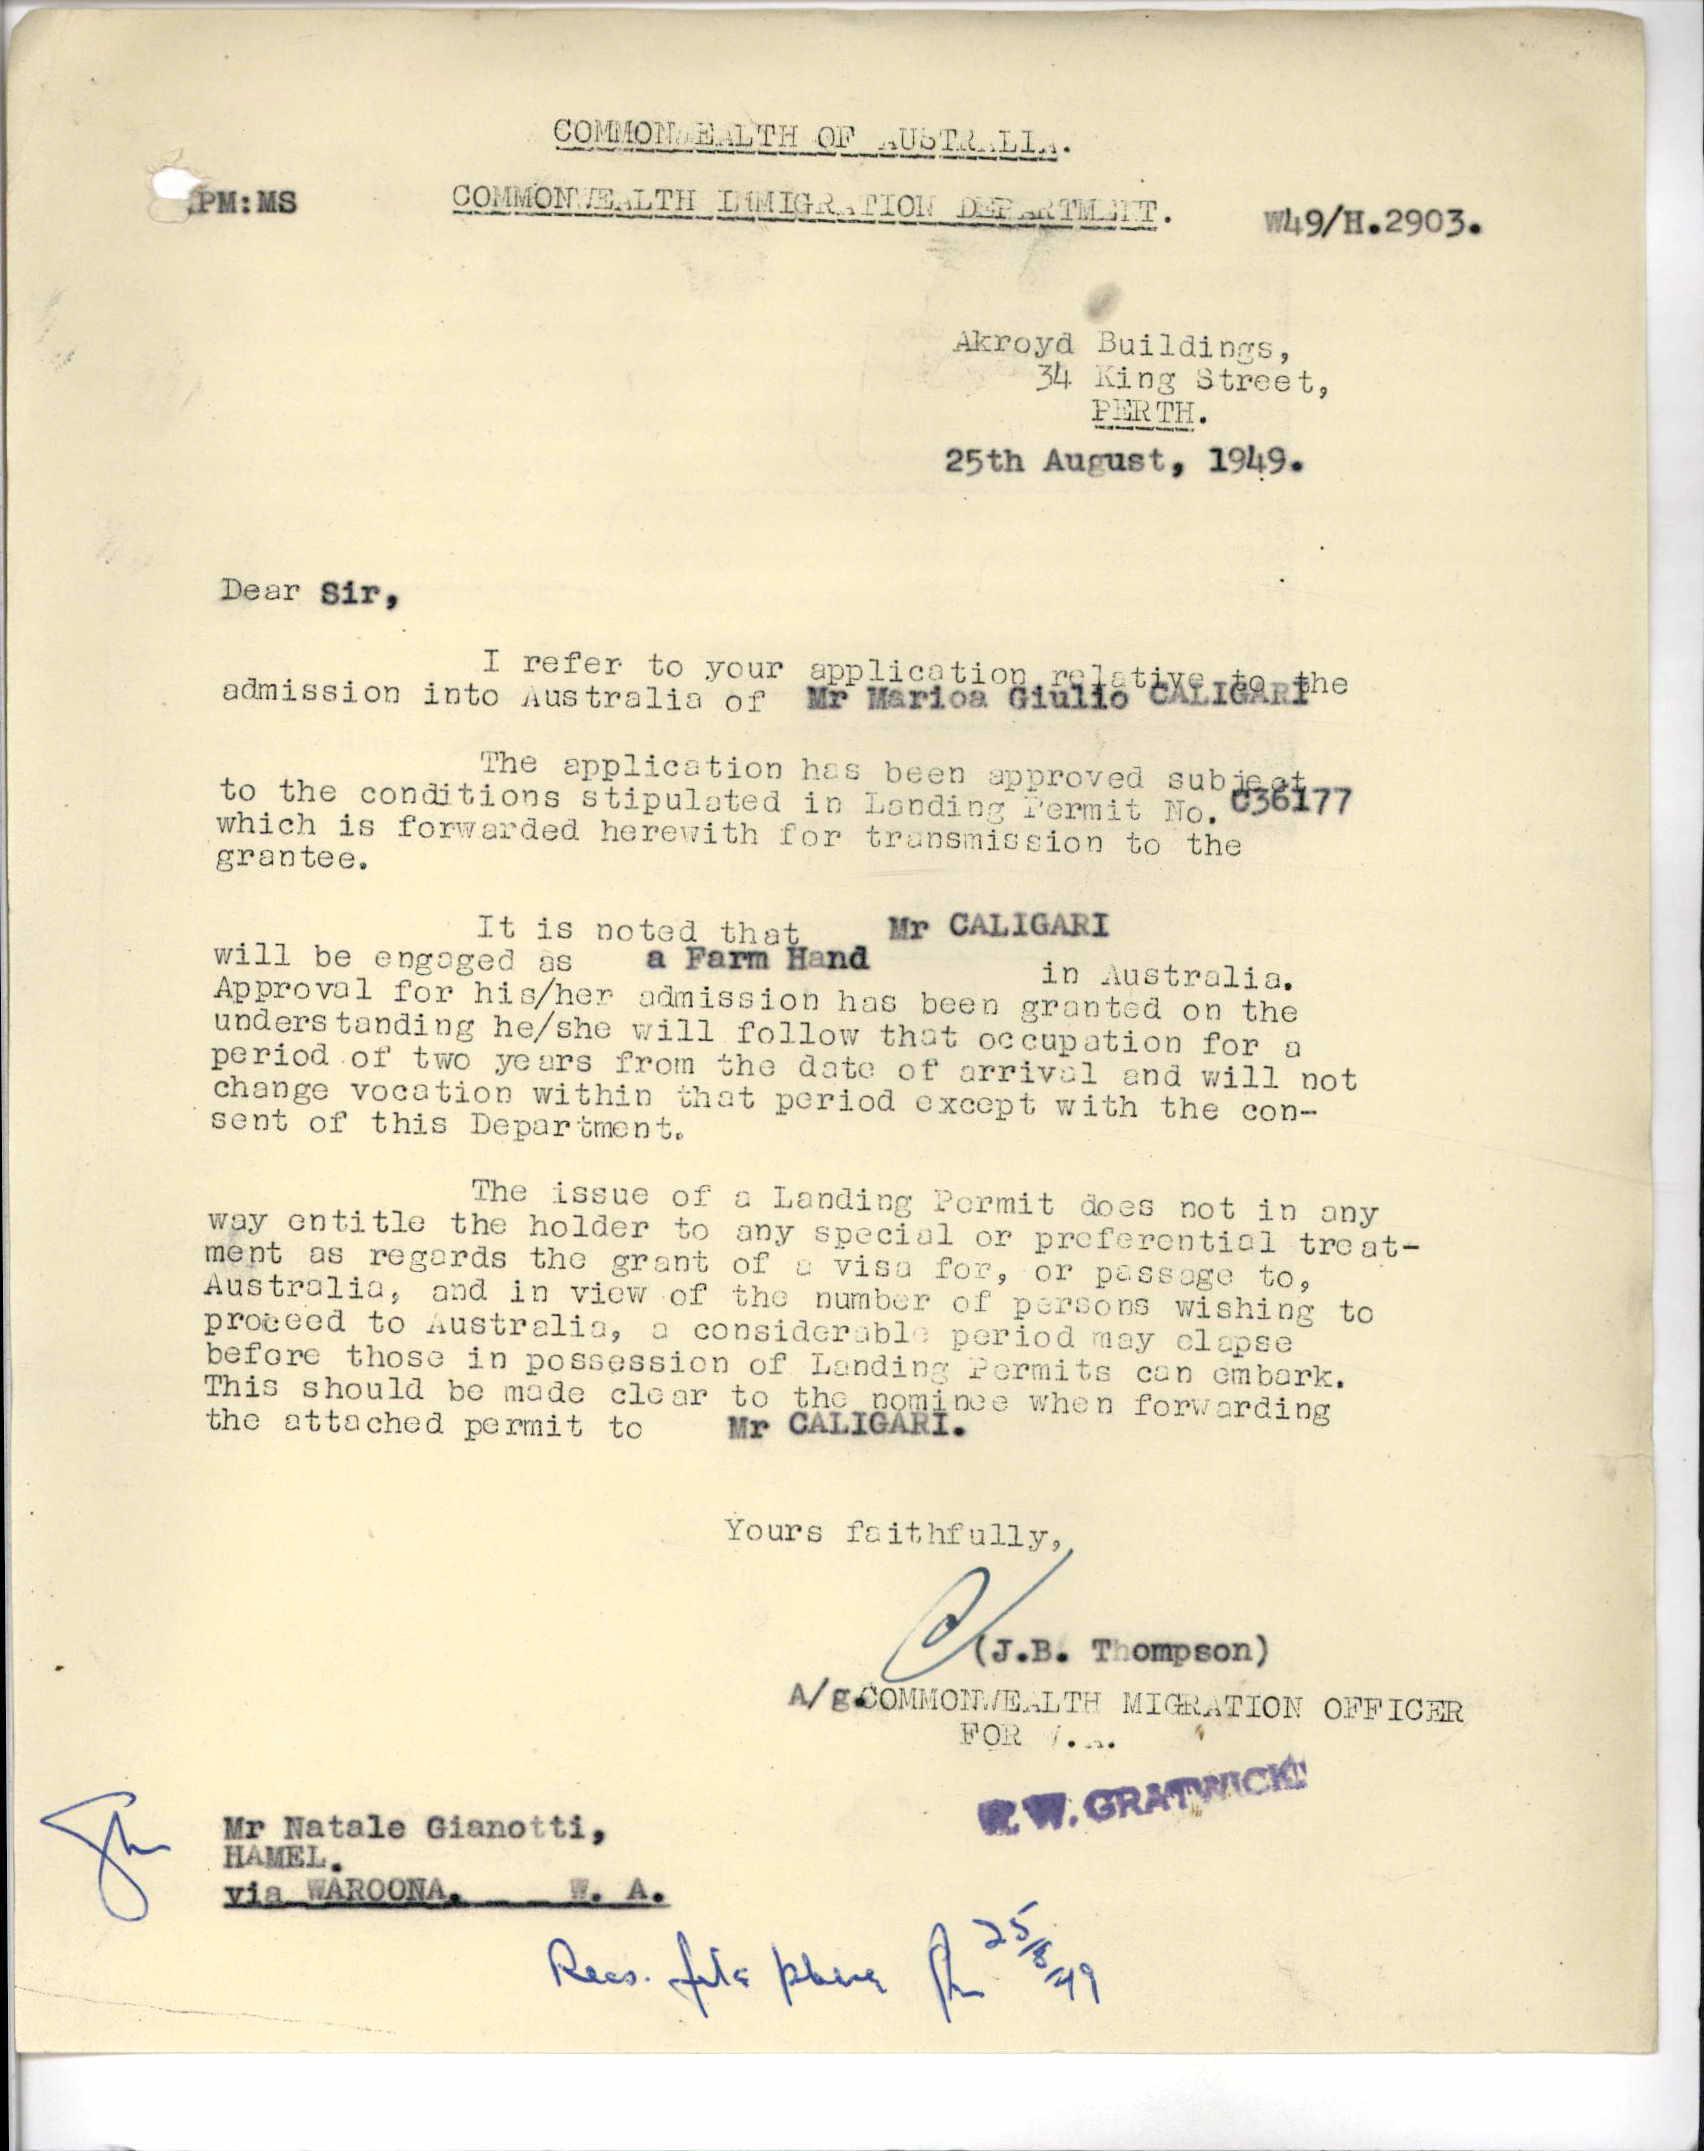 COMMONWEALTH OF AUSTRALIA.
PM:MS
COMMONWEALTH IMMIGRATION DEPARTMENT.
W49/H.2903.
Akroyd Buildings,
34 King Street,
PERTH.
25th August, 1949.
Dear Sir,
I refer to your application relative to the
admission into Australia of Mr Marioa Giulio CALIGARI
The application has been approved subject
to the conditions stipulated in Landing Permit No. C36177
which is forwarded herewith for transmission to the
grantee.
It is noted that Mr CALIGARI
will be engaged as a Farm Hand in Australia.
Approval for his/her admission has been granted on the
understanding he/she will follow that occupation for a
period of two years from the date of arrival and will not
change vocation within that period except with the con-
sent of this Department.
The issue of a Landing Permit does not in any
way entitle the holder to any special or preferential treat-
ment as regards the grant of a visa for, or passage to,
Australia, and in view of the number of persons wishing to
proceed to Australia, a considerable period may elapse
before those in possession of Landing Permits can embark.
This should be made clear to the nominee when forwarding
the attached permit to Mr CALIGARI.
Yours faithfully,
(J.B. Thompson)
A/g.COMMONWEALTH MIGRATION OFFICER
FOR W.A.
W. GRATWICK
Mr Natale Gianotti,
HAMEL.
via WAROONA. W. A.
Recs. file please 25/8/49